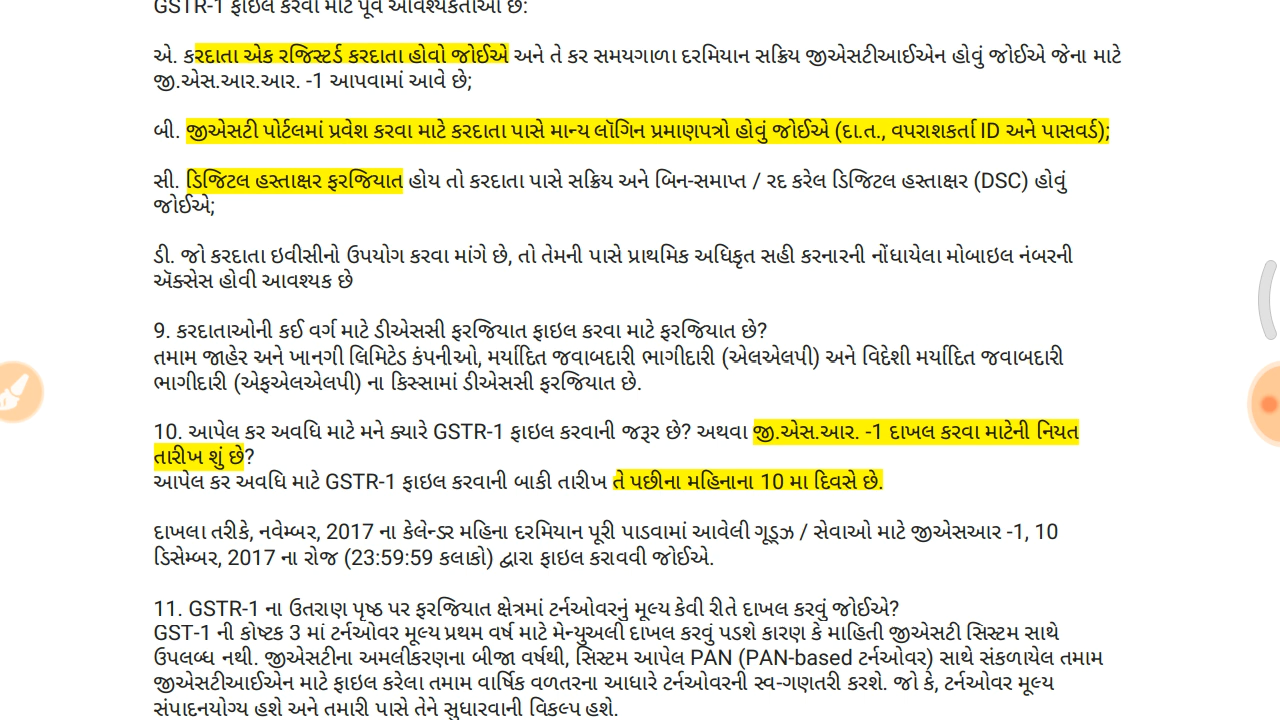 GSTR-1 ફાઇલ કરવા માટે પૂર્વ આવશ્યકતાઓ છે:
એ. કરદાતા એક રજિસ્ટર્ડ કરદાતા હોવો જોઈએ અને તે કર સમયગાળા દરમિયાન સક્રિય જીએસટીઆઈએન હોવું જોઈએ જેના માટે
જી.એસ.આર.આર. -1 આપવામાં આવે છે;
બી. જીએસટી પોર્ટલમાં પ્રવેશ કરવા માટે કરદાતા પાસે માન્ય લૉગિન પ્રમાણપત્રો હોવું જોઈએ (દા.ત., વપરાશકર્તા ID અને પાસવર્ડ);
સી. ડિજિટલ હસ્તાક્ષર ફરજિયાત હોય તો કરદાતા પાસે સક્રિય અને બિન-સમાપ્ત / રદ કરેલ ડિજિટલ હસ્તાક્ષર (DSC) હોવું
જોઈએ;
ડી. જો કરદાતા ઇવીસીનો ઉપયોગ કરવા માંગે છે, તો તેમની પાસે પ્રાથમિક અધિકૃત સહી કરનારની નોંધાયેલા મોબાઇલ નંબરની
ઍક્સેસ હોવી આવશ્યક છે
9. કરદાતાઓની કઈ વર્ગ માટે ડીએસસી ફરજિયાત ફાઇલ કરવા માટે ફરજિયાત છે?
તમામ જાહેર અને ખાનગી લિમિટેડ કંપનીઓ, મર્યાદિત જવાબદારી ભાગીદારી (એલએલપી) અને વિદેશી મર્યાદિત જવાબદારી
ભાગીદારી (એફએલએલપી) ના કિસ્સામાં ડીએસસી ફરજિયાત છે.
10. આપેલ કર અવધિ માટે મને ક્યારે GSTR-1 ફાઇલ કરવાની જરૂર છે? અથવા જી.એસ.આર. -1 દાખલ કરવા માટેની નિયત
તારીખ શું છે?
આપેલ કર અવધિ માટે GSTR-1 ફાઇલ કરવાની બાકી તારીખ તે પછીના મહિનાના 10 મા દિવસે છે.
દાખલા તરીકે, નવેમ્બર, 2017 ના કેલેન્ડર મહિના દરમિયાન પૂરી પાડવામાં આવેલી ગૂડ્ઝ / સેવાઓ માટે જીએસઆર -1, 10
ડિસેમ્બર, 2017 ના રોજ (23:59:59 કલાકો) દ્વારા ફાઇલ કરાવવી જોઈએ.
11. GSTR-1 ના ઉતરાણ પૃષ્ઠ પર ફરજિયાત ક્ષેત્રમાં ટર્નઓવરનું મૂલ્ય કેવી રીતે દાખલ કરવું જોઈએ?
GST-1 ની કોષ્ટક 3 માં ટર્નઓવર મૂલ્ય પ્રથમ વર્ષ માટે મેન્યુઅલી દાખલ કરવું પડશે કારણ કે માહિતી જીએસટી સિસ્ટમ સાથે
ઉપલબ્ધ નથી. જીએસટીના અમલીકરણના બીજા વર્ષથી, સિસ્ટમ આપેલ PAN (PAN-based ટર્નઓવર) સાથે સંકળાયેલ તમામ
જીએસટીઆઈએન માટે ફાઇલ કરેલા તમામ વાર્ષિક વળતરના આધારે ટર્નઓવરની સ્વ-ગણતરી કરશે. જો કે, ટર્નઓવર મૂલ્ય
સંપાદનયોગ્ય હશે અને તમારી પાસે તેને સુધારવાની વિકલ્પ હશે.